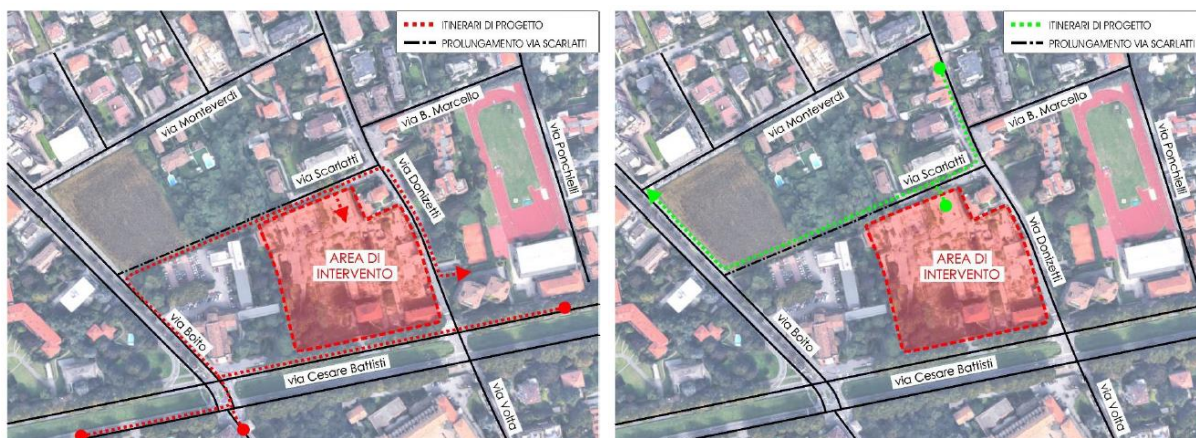 ITINERARI DI PROGETTO
PROLUNGAMENTO VIA SCARLATTI
via Monteverdi
via B. Marcello
via Ponchielli
via Scarlatti
via Donizetti
AREA DI
INTERVENTO
via Boito
via Cesare Battisti
via Volta
ITINERARI DI PROGETTO
PROLUNGAMENTO VIA SCARLATTI
via Monteverdi
via B. Marcello
via Ponchielli
via Scarlatti
via Donizetti
AREA DI
INTERVENTO
via Boito
via Cesare Battisti
via Volta